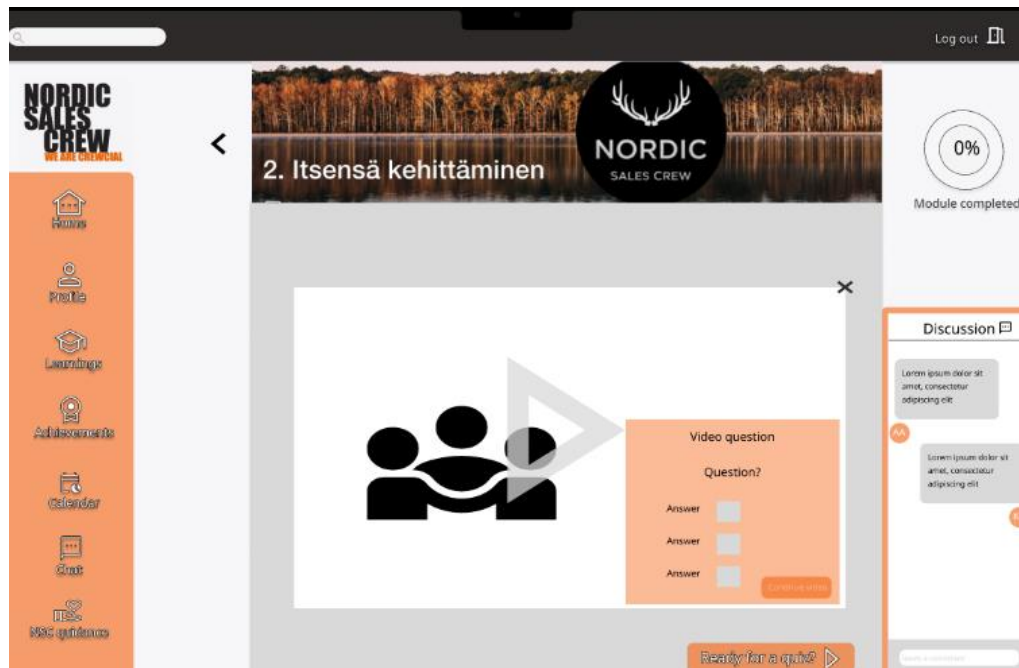 Log out
NORDIC
SALES
CREW
WE ARE CREWCIAL
Home
Profile
Learnings
Achievements
Calendar
Chat
NSC guidance
2. Itsensä kehittäminen
NORDIC
SALES CREW
0%
Module completed
Video question
Question?
Answer
Answer
Answer
Continue video
Ready for a quiz?
Discussion
Lorem ipsum dolor sit
amet, consectetur
adipiscing elit
AA
Lorem ipsum dolor sit
amet, consectetur
adipiscing elit